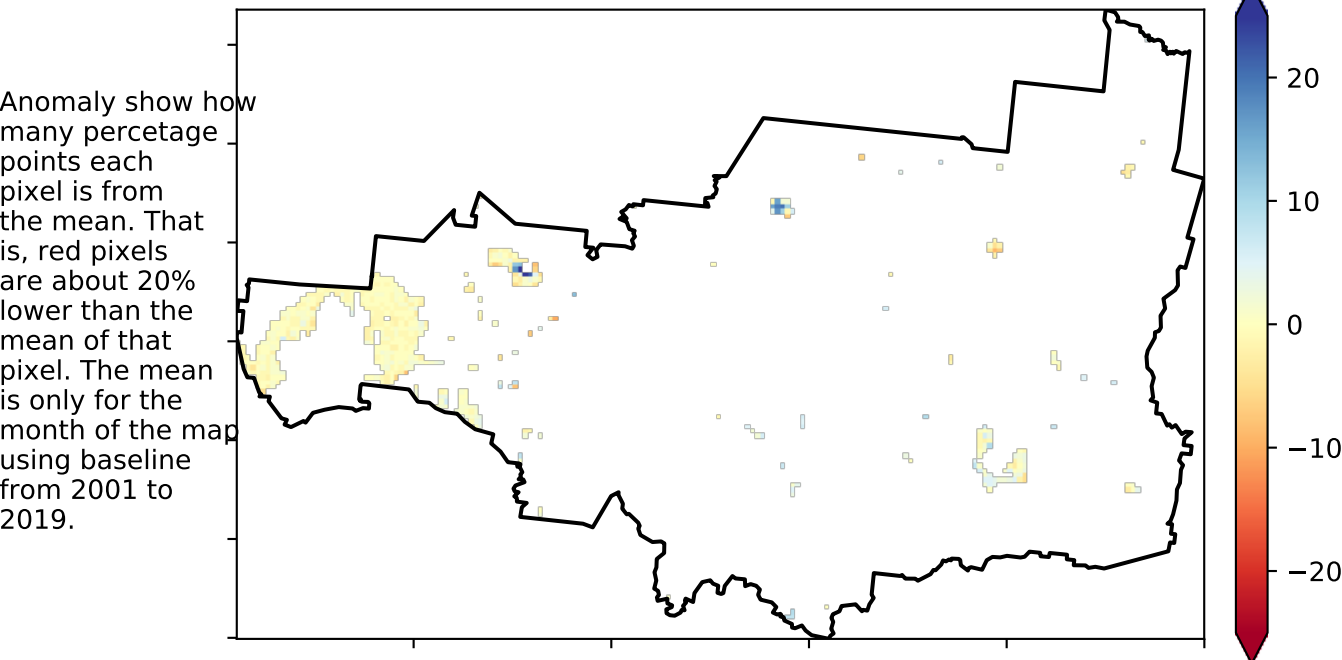 Anomaly show how
many percetage
points each
pixel is from
the mean. That
is, red pixels
are about 20%
lower than the
mean of that
pixel. The mean
is only for the
month of the map
using baseline
from 2001 to
2019.
20
10
0
−10
−20